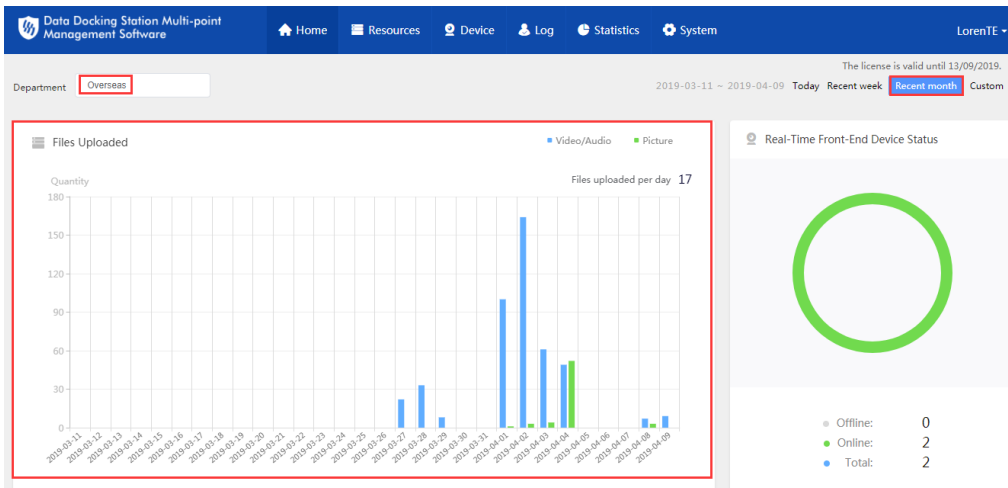 Data Docking Station Multi-point
Management Software
Home
Resources
Device
Log
Statistics
System
LorenTE
The license is valid until 13/09/2019.
Department
Overseas
2019-03-11 ~ 2019-04-09
Today
Recent week
Recent month
Custom
Files Uploaded
Video/Audio
Picture
Real-Time Front-End Device Status
Quantity
Files uploaded per day 17
180
150
120
90
60
30
0
2019-03-11
2019-03-12
2019-03-13
2019-03-14
2019-03-15
2019-03-16
2019-03-17
2019-03-18
2019-03-19
2019-03-20
2019-03-21
2019-03-22
2019-03-23
2019-03-24
2019-03-25
2019-03-26
2019-03-27
2019-03-28
2019-03-29
2019-03-30
2019-03-31
2019-04-01
2019-04-02
2019-04-03
2019-04-04
2019-04-05
2019-04-06
2019-04-07
2019-04-08
2019-04-09
Offline: 0
Online: 2
Total: 2